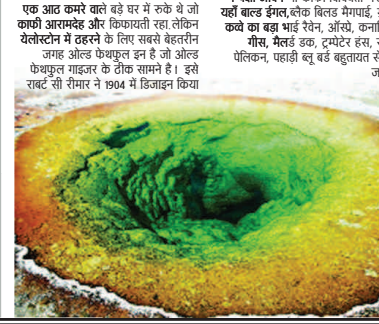 एक आठ कमरे वाले बड़े घर में रुके थे जो
काफी आरामदेह और किफायती रहा. लेकिन
येलोस्टोन में ठहरने के लिए सबसे बेहतरीन
जगह ओल्ड फेथफुल इन है जो ओल्ड
फेथफुल गाइजर के ठीक सामने है। इसे
राबर्ट सी रीमार ने 1904 में डिजाइन किया
यहाँ बाल्ड ईगल,ब्लैक बिलड मैगपाई,
कव्वे का बड़ा भाई रैवेन, ऑस्प्रे,
गीस, मैलर्ड डक, ट्रम्पेटर हंस,
पेलिकन, पहाड़ी ब्लू बर्ड बहुतायत